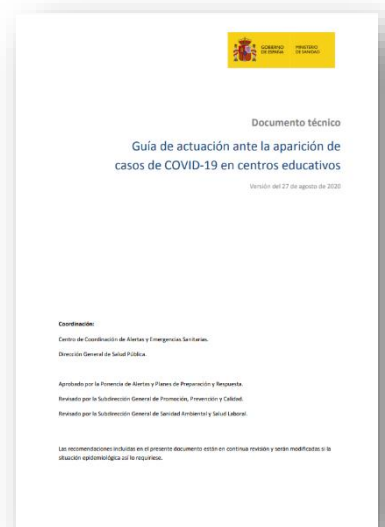 GOBIERNO MINISTERIO
DE ESPAÑA DE SANIDAD
Documento técnico
Guía de actuación ante la aparición de
casos de COVID-19 en centros educativos
Versión del 27 de agosto de 2020
Coordinación:
Centro de Coordinación de Alertas y Emergencias Sanitarias.
Dirección General de Salud Pública.
Aprobado por la Ponencia de Alertas y Planes de Preparación y Respuesta.
Revisado por la Subdirección General de Promoción, Prevención y Calidad.
Revisado por la Subdirección General de Sanidad Ambiental y Salud Laboral.
Las recomendaciones incluidas en el presente documento están en continua revisión y serán modificadas si la
situación epidemiológica así lo requiriese.